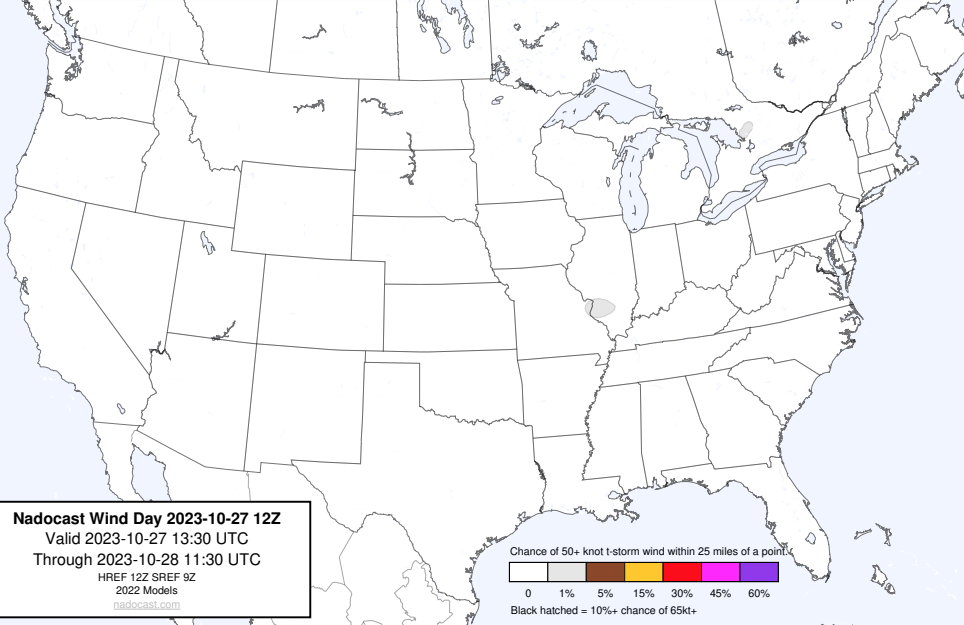 Nadocast Wind Day 2023-10-27 12Z
Valid 2023-10-27 13:30 UTC
Through 2023-10-28 11:30 UTC
HREF 12Z SREF 9Z
2022 Models
nadocast.com
Chance of 50+ knot t-storm wind within 25 miles of a point.
0 1% 5% 15% 30% 45% 60%
Black hatched = 10%+ chance of 65kt+